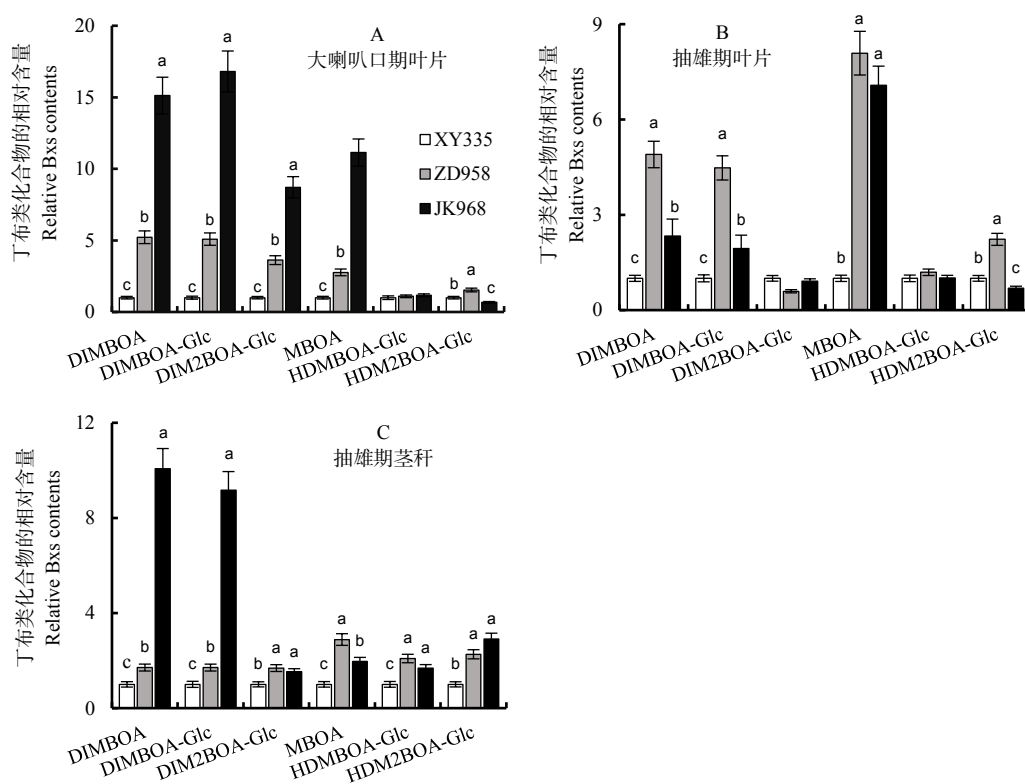 丁布类化合物的相对含量
Relative Bxs contents
20
15
10
5
0
A
大喇叭口期叶片
XY335
ZD958
JK968
c b a
c b a
c b a
c b
b a c
DIMBOA
DIMBOA-Glc
DIM2BOA-Glc
MBOA
HDMBOA-Glc
HDM2BOA-Glc
丁布类化合物的相对含量
Relative Bxs contents
9
6
3
0
B
抽雄期叶片
c a b
c a b
b a a
b a c
DIMBOA
DIMBOA-Glc
DIM2BOA-Glc
MBOA
HDMBOA-Glc
HDM2BOA-Glc
丁布类化合物的相对含量
Relative Bxs contents
12
8
4
0
C
抽雄期茎秆
c b a
c b a
b a a
c a b
c a a
b a a
DIMBOA
DIMBOA-Glc
DIM2BOA-Glc
MBOA
HDMBOA-Glc
HDM2BOA-Glc